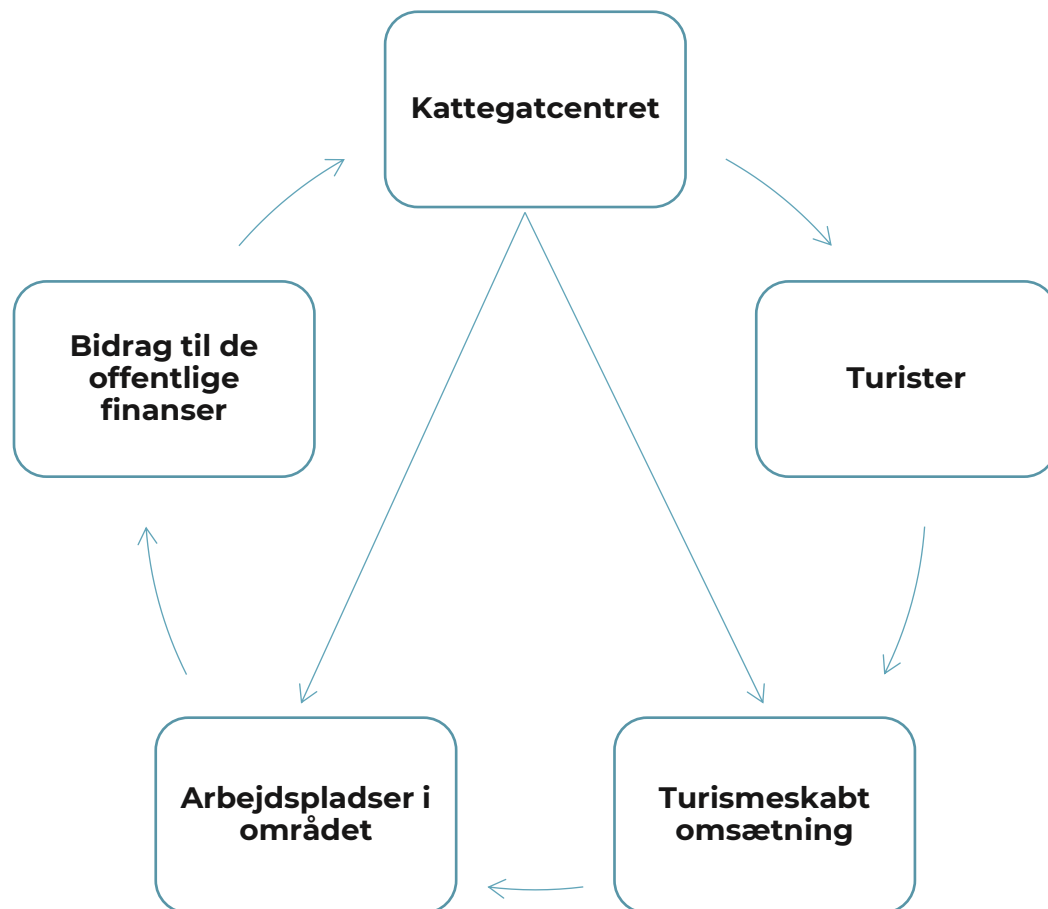 Kattegatcentret
Bidrag til de
offentlige
finanser
Turister
Arbejdspladser i
området
Turismeskabt
omsætning